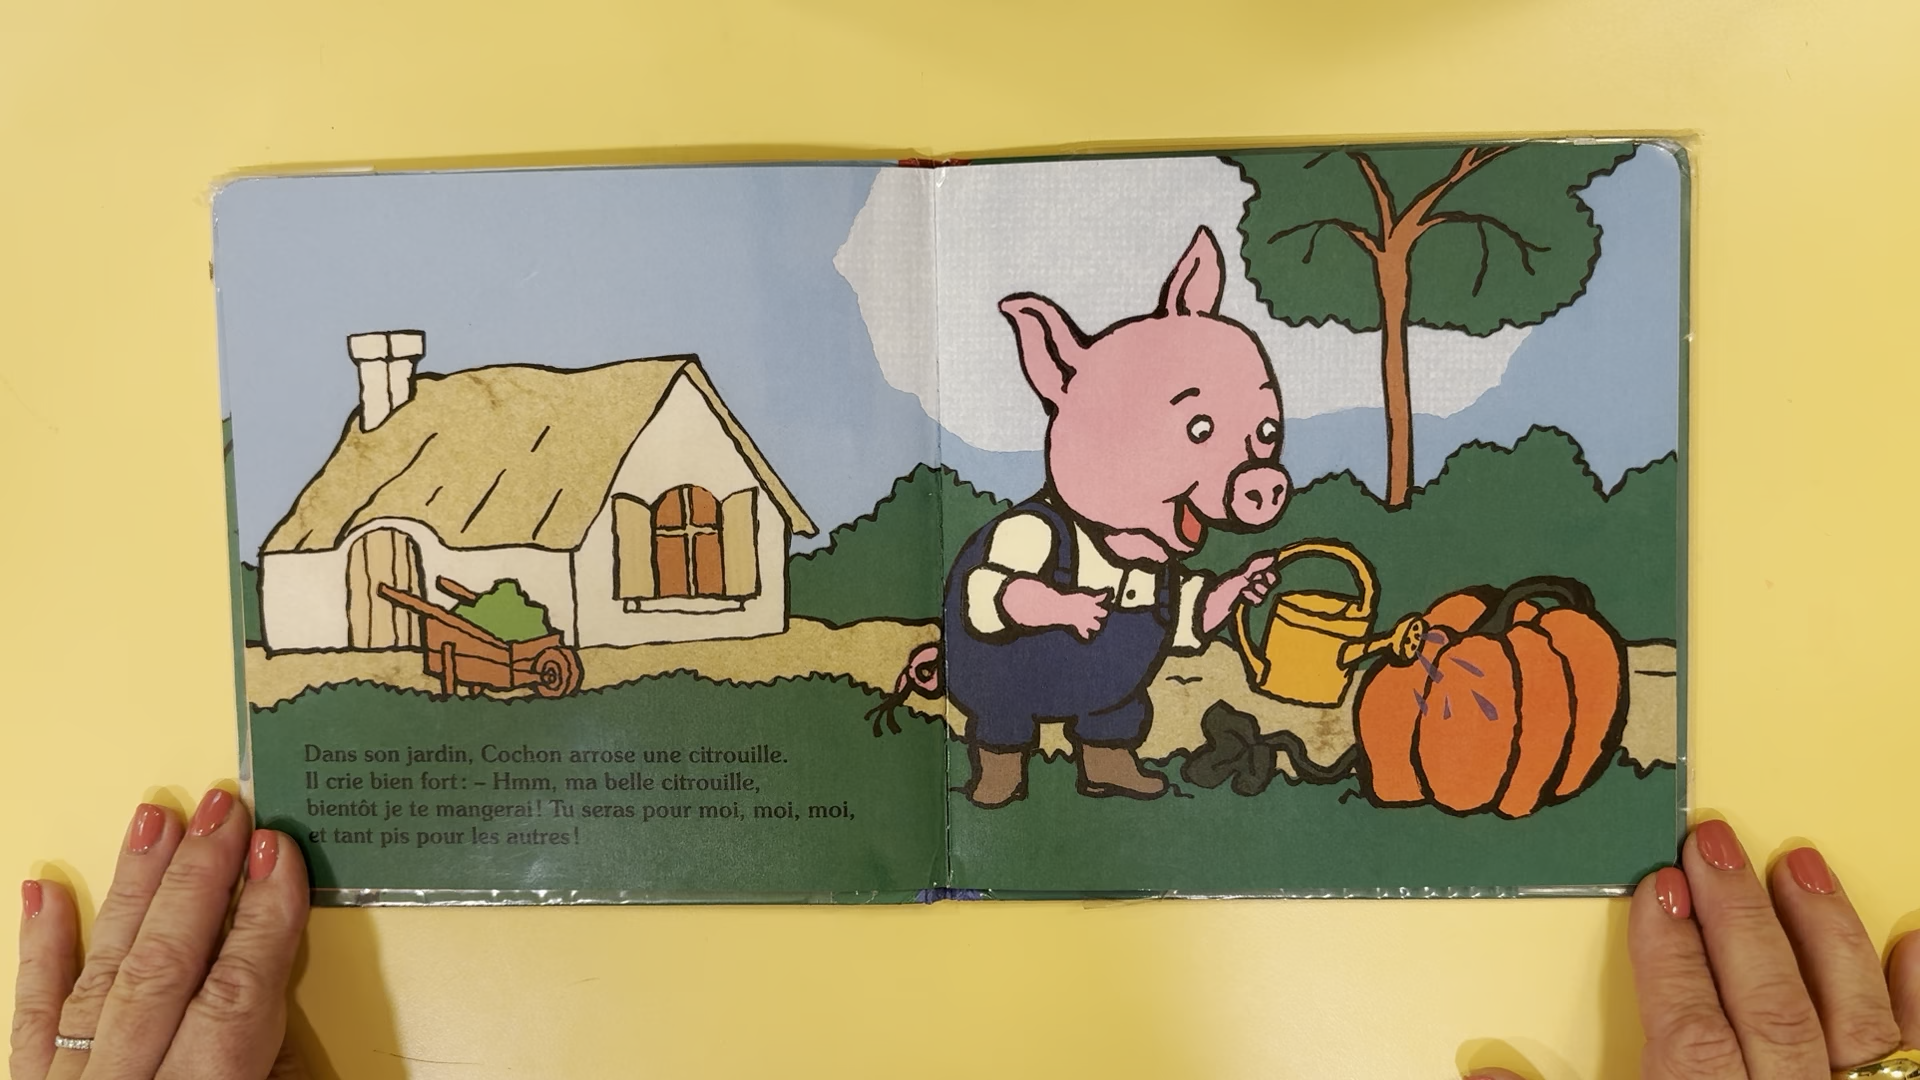 Dans son jardin, Cochon arrose une citrouille.
Il crie bien fort : – Hmm, ma belle citrouille,
bientôt je te mangerai ! Tu seras pour moi, moi, moi,
et tant pis pour les autres !